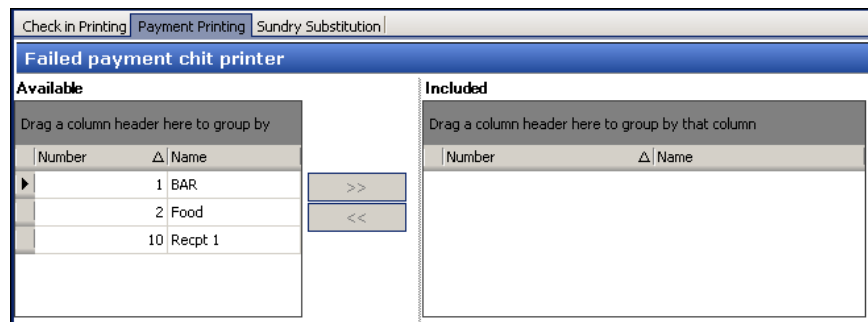 Check in Printing Payment Printing Sundry Substitution
Failed payment chit printer
Available
Drag a column header here to group by
Number Name
1 BAR
2 Food
10 Recpt 1
>>
<<
Included
Drag a column header here to group by that column
Number Name